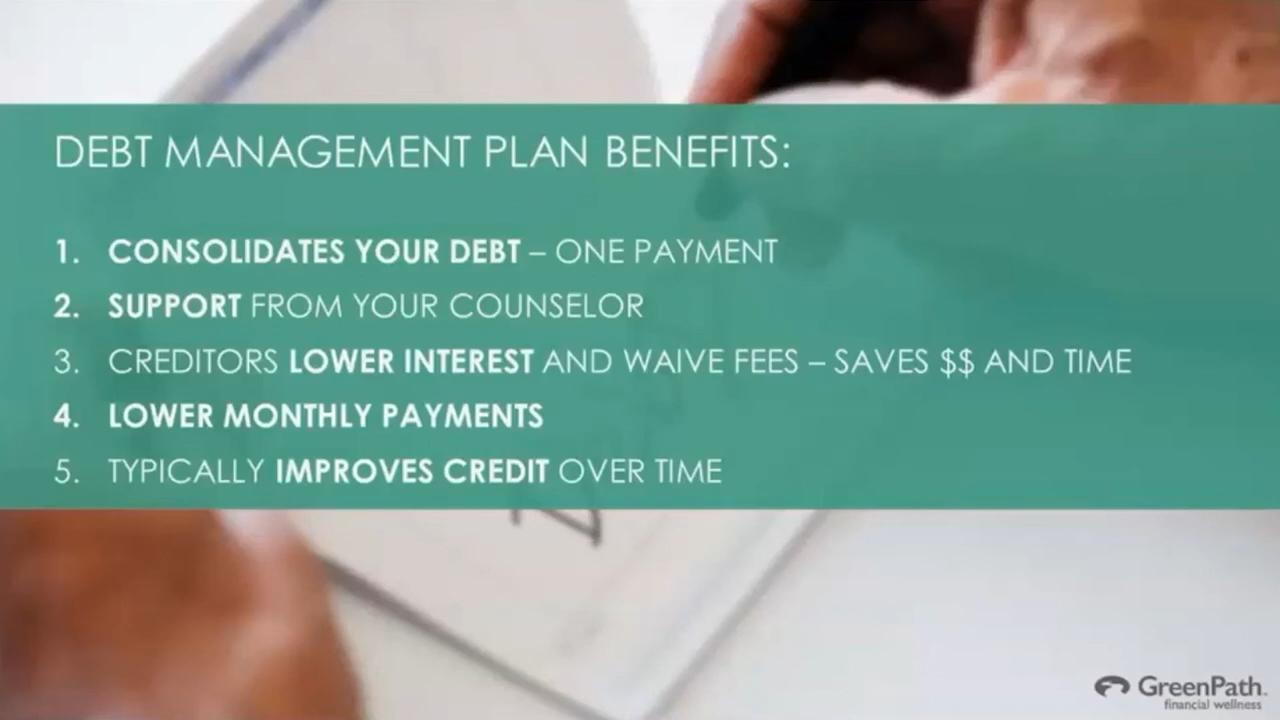 DEBT MANAGEMENT PLAN BENEFITS:
1. CONSOLIDATES YOUR DEBT – ONE PAYMENT
2. SUPPORT FROM YOUR COUNSELOR
3. CREDITORS LOWER INTEREST AND WAIVE FEES – SAVES $$ AND TIME
4. LOWER MONTHLY PAYMENTS
5. TYPICALLY IMPROVES CREDIT OVER TIME
GreenPath
financial wellness